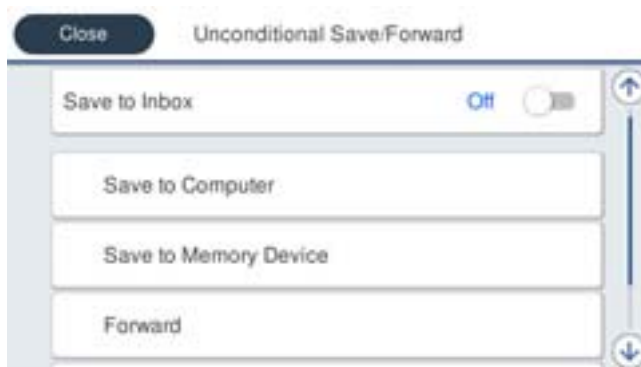 Close Unconditional Save/Forward
Save to Inbox Off
Save to Computer
Save to Memory Device
Forward